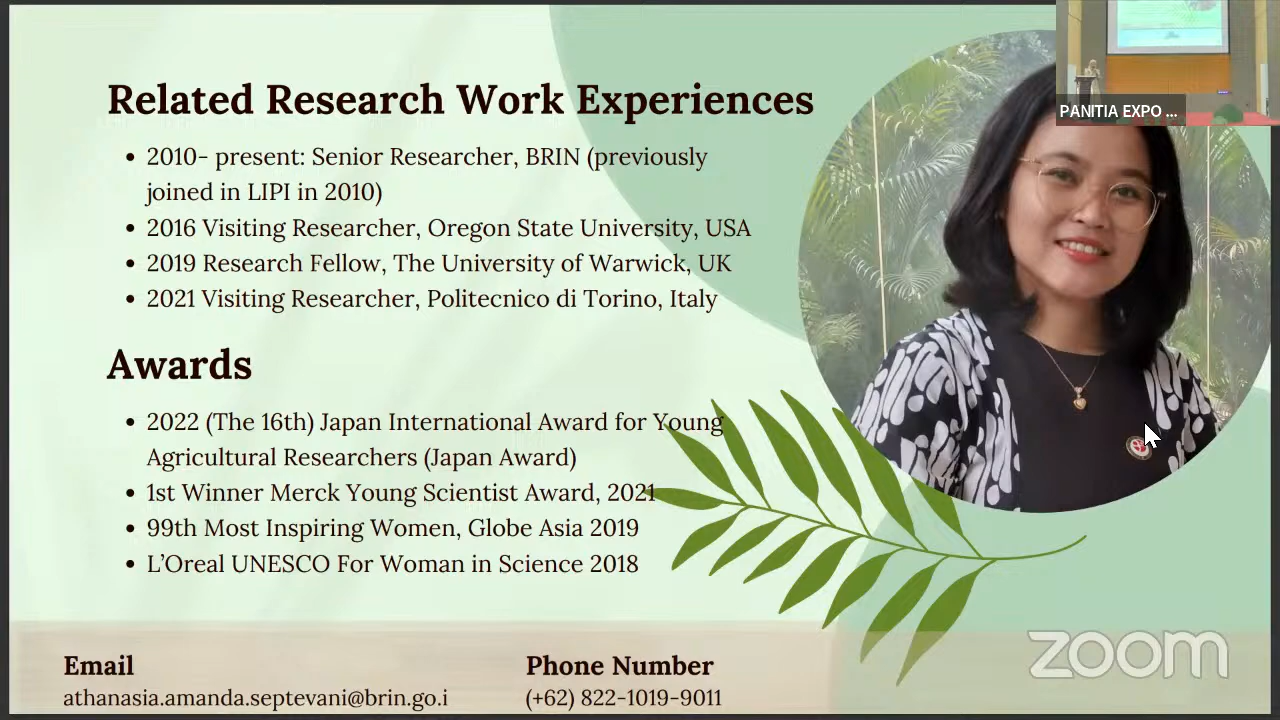 Related Research Work Experiences
• 2010- present: Senior Researcher, BRIN (previously
joined in LIPI in 2010)
• 2016 Visiting Researcher, Oregon State University, USA
• 2019 Research Fellow, The University of Warwick, UK
• 2021 Visiting Researcher, Politecnico di Torino, Italy
Awards
• 2022 (The 16th) Japan International Award for Young
Agricultural Researchers (Japan Award)
• 1st Winner Merck Young Scientist Award, 2021
• 99th Most Inspiring Women, Globe Asia 2019
• L'Oreal UNESCO For Woman in Science 2018
Email
athanasia.amanda.septevani@brin.go.i
Phone Number
(+62) 822-1019-9011
PANITIA EXPO ...
zoom